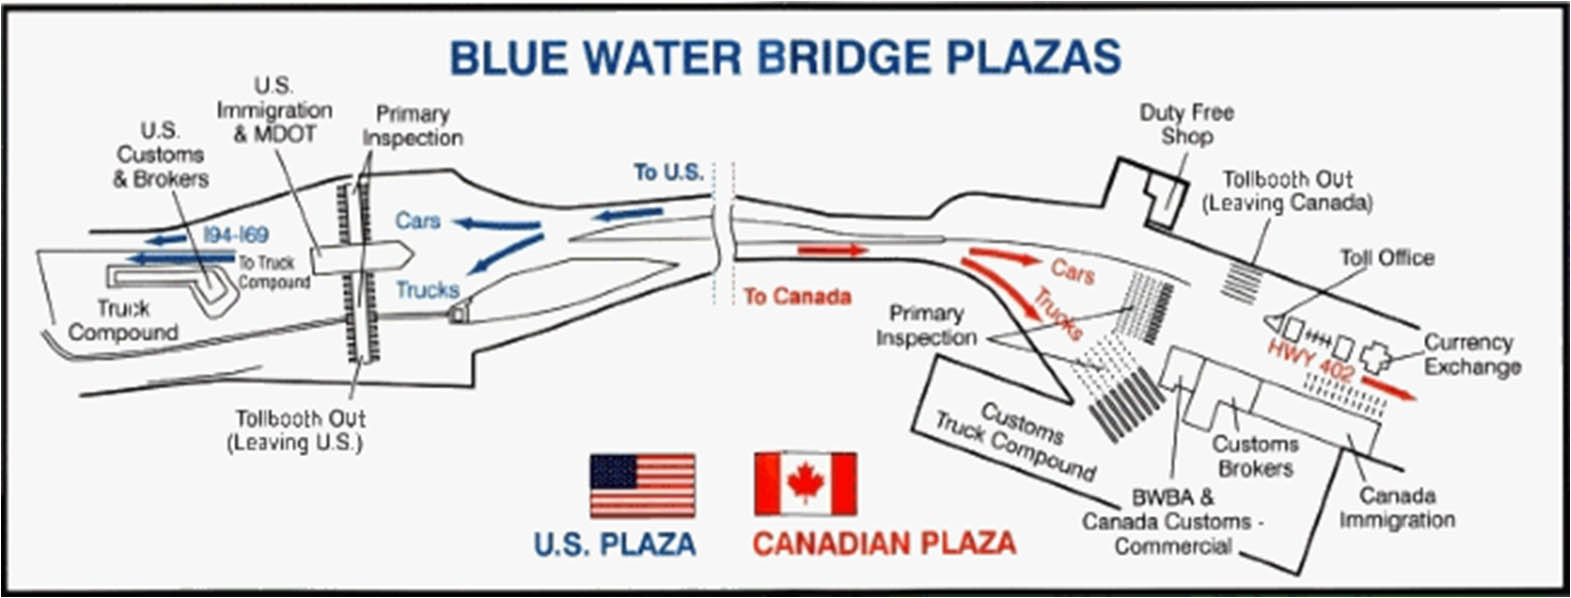 BLUE WATER BRIDGE PLAZAS
U.S.
Immigration
& MDOT
Primary
Inspection
U.S.
Customs
& Brokers
To U.S.
Duty Free
Shop
Tollbooth Out
(Leaving Canada)
Cars
I94-I69
To Truck
Compound
Trucks
Truck
Compound
Toll Office
Cars
Trucks
To Canada
Primary
Inspection
HWY 402
Currency
Exchange
Tollbooth Out
(Leaving U.S.)
Customs
Truck Compound
Customs
Brokers
BWBA &
Canada Customs -
Commercial
Canada
Immigration
U.S. PLAZA
CANADIAN PLAZA